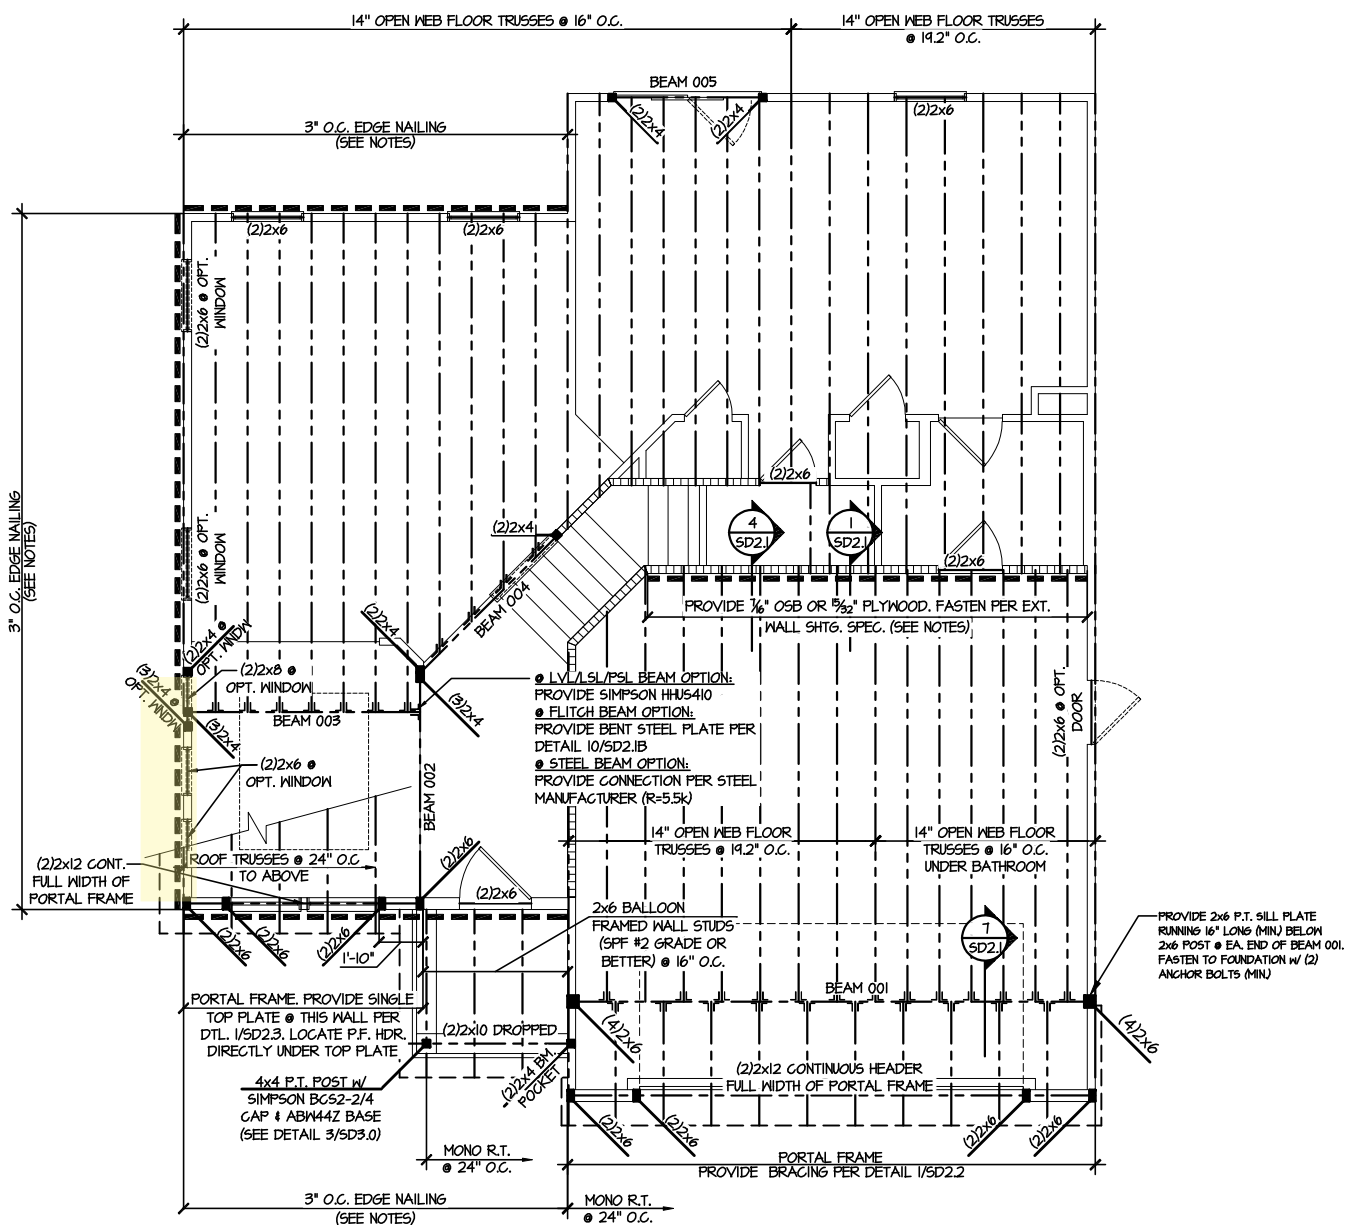 14" OPEN WEB FLOOR TRUSSES @ 16" O.C.
14" OPEN WEB FLOOR TRUSSES
@ 19.2" O.C.
BEAM 005
(2)2x4
(2)2x4
(2)2x6
3" O.C. EDGE NAILING
(SEE NOTES)
(2)2x6
(2)2x6
(2)2x6 @ OPT.
WINDOW
3" O.C. EDGE NAILING
(SEE NOTES)
(2)2x6 @ OPT.
WINDOW
(2)2x4
(2)2x6
4
SD2.1
1
SD2.1
(2)2x6
BEAM 004
(2)2x4
PROVIDE 7/16" OSB OR 15/32" PLYWOOD. FASTEN PER EXT.
WALL SHTG. SPEC. (SEE NOTES)
(2)2x4 @
OPT. WNDW
(3)2x4 @
OPT. WNDW
(2)2x8 @
OPT. WINDOW
BEAM 003
(3)2x4
(3)2x4
@ LVL/LSL/PSL BEAM OPTION:
PROVIDE SIMPSON HHUS410
@ FLITCH BEAM OPTION:
PROVIDE BENT STEEL PLATE PER
DETAIL 10/SD2.1B
@ STEEL BEAM OPTION:
PROVIDE CONNECTION PER STEEL
MANUFACTURER (R=5.5k)
(2)2x6 @ OPT.
DOOR
(2)2x6 @
OPT. WINDOW
BEAM 002
14" OPEN WEB FLOOR
TRUSSES @ 19.2" O.C.
14" OPEN WEB FLOOR
TRUSSES @ 16" O.C.
UNDER BATHROOM
(2)2x12 CONT.
FULL WIDTH OF
PORTAL FRAME
ROOF TRUSSES @ 24" O.C
TO ABOVE
(2)2x6
(2)2x6
2x6 BALLOON
FRAMED WALL STUDS
(SPF #2 GRADE OR
BETTER) @ 16" O.C.
7
SD2.1
PROVIDE 2x6 P.T. SILL PLATE
RUNNING 16" LONG (MIN.) BELOW
2x6 POST @ EA. END OF BEAM 001.
FASTEN TO FOUNDATION W/ (2)
ANCHOR BOLTS (MIN.)
(2)2x6
(2)2x6
(2)2x6
1'-10"
BEAM 001
PORTAL FRAME. PROVIDE SINGLE
TOP PLATE @ THIS WALL PER
DTL. 1/SD2.3. LOCATE P.F. HDR.
DIRECTLY UNDER TOP PLATE
(2)2x10 DROPPED
(4)2x6
(4)2x6
(2)2x4 BM.
POCKET
(2)2x12 CONTINUOUS HEADER
FULL WIDTH OF PORTAL FRAME
4x4 P.T. POST W/
SIMPSON BCS2-2/4
CAP & ABW44Z BASE
(SEE DETAIL 3/SD3.0)
(2)2x6
(2)2x6
(2)2x6
(2)2x6
MONO R.T.
@ 24" O.C.
PORTAL FRAME
PROVIDE BRACING PER DETAIL 1/SD2.2
3" O.C. EDGE NAILING
(SEE NOTES)
MONO R.T.
@ 24" O.C.